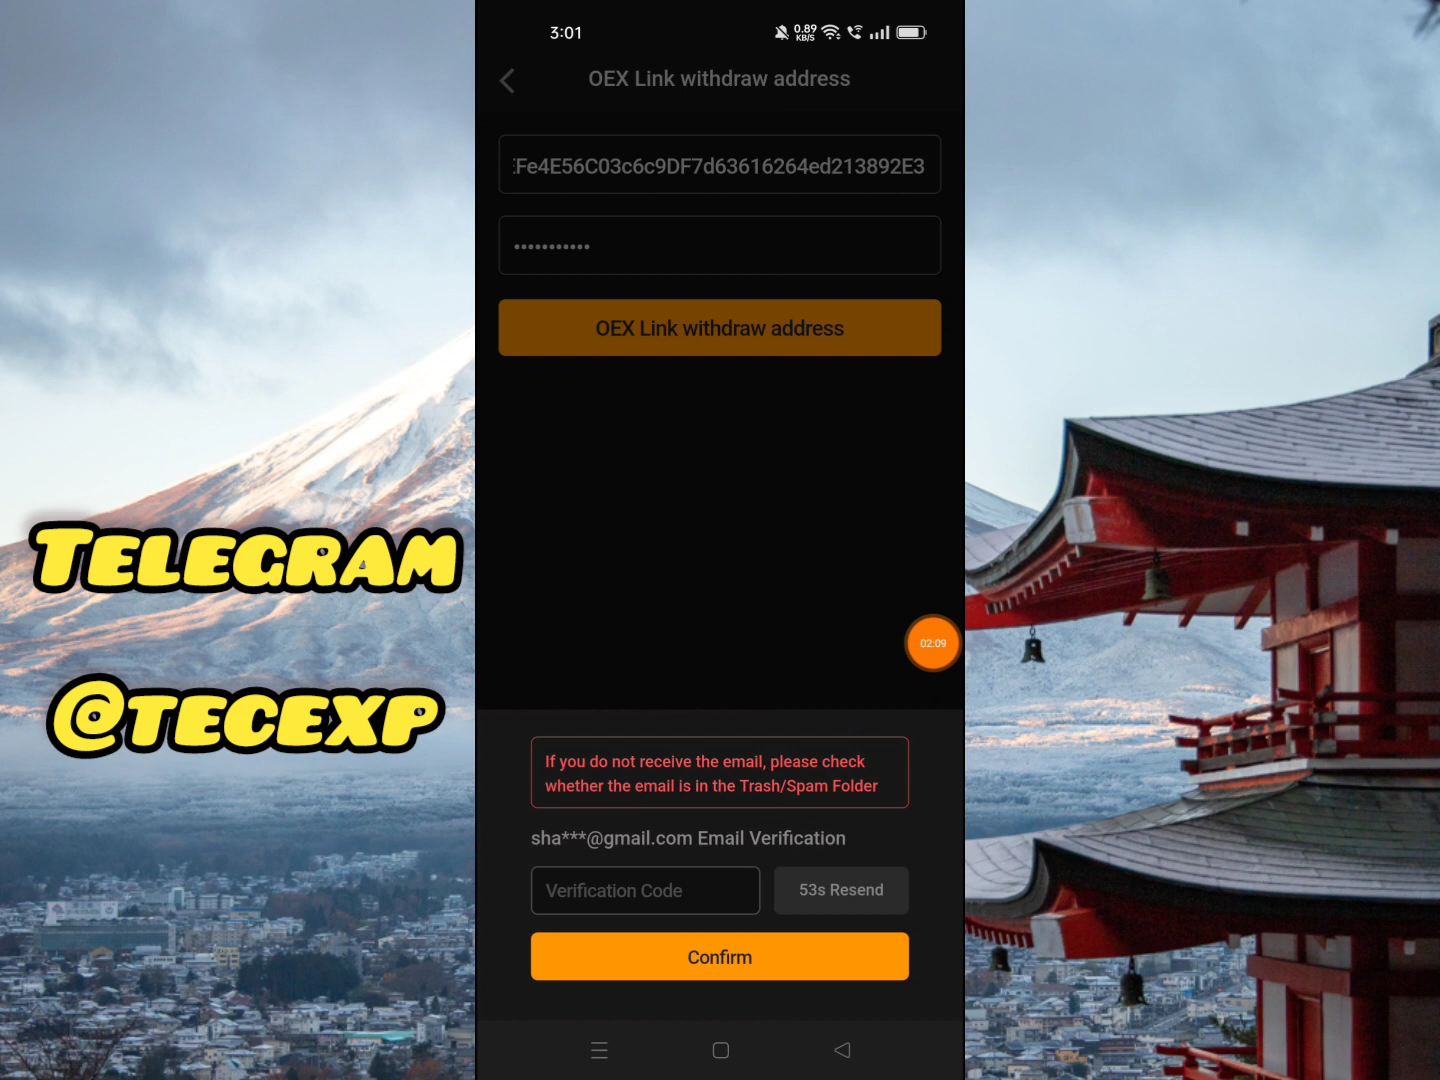 3:01
0.89
KB/S
OEX Link withdraw address
Fe4E56C03c6c9DF7d63616264ed213892E3
•••••••••••
OEX Link withdraw address
TELEGRAM
@TECEXP
02:09
If you do not receive the email, please check
whether the email is in the Trash/Spam Folder
sha***@gmail.com Email Verification
Verification Code
53s Resend
Confirm